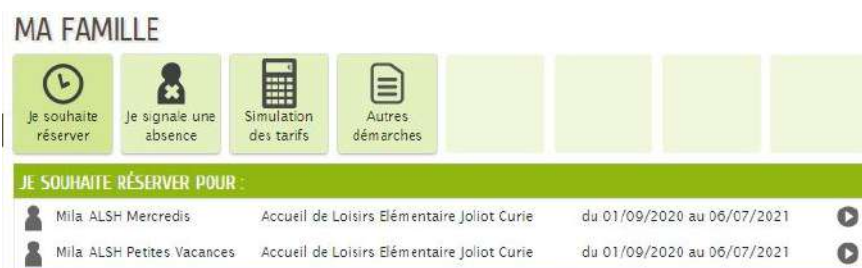 MA FAMILLE
Je souhaite réserver
Je signale une absence
Simulation des tarifs
Autres démarches
JE SOUHAITE RÉSERVER POUR :
Mila ALSH Mercredis Accueil de Loisirs Elémentaire Joliot Curie du 01/09/2020 au 06/07/2021
Mila ALSH Petites Vacances Accueil de Loisirs Elémentaire Joliot Curie du 01/09/2020 au 06/07/2021